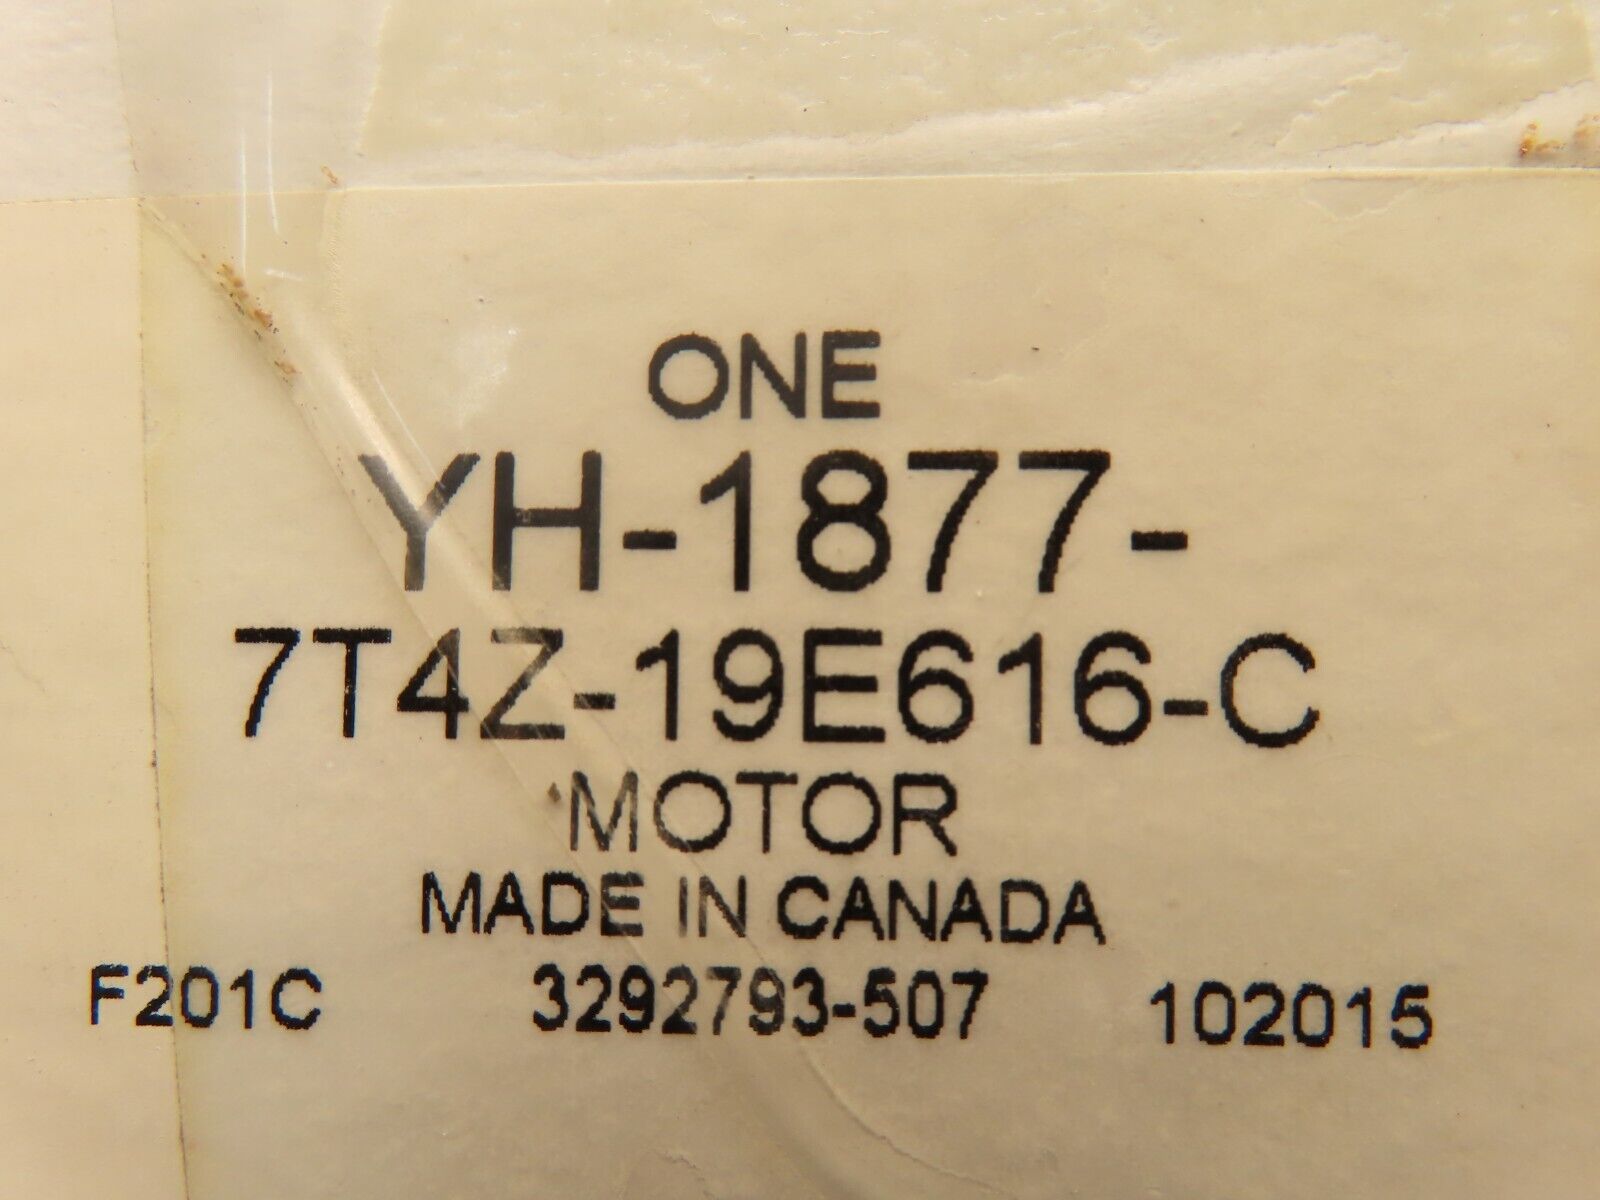 ONE
YH-1877-
7T4Z-19E616-C
MOTOR
MADE IN CANADA
F201C 3292793-507 102015